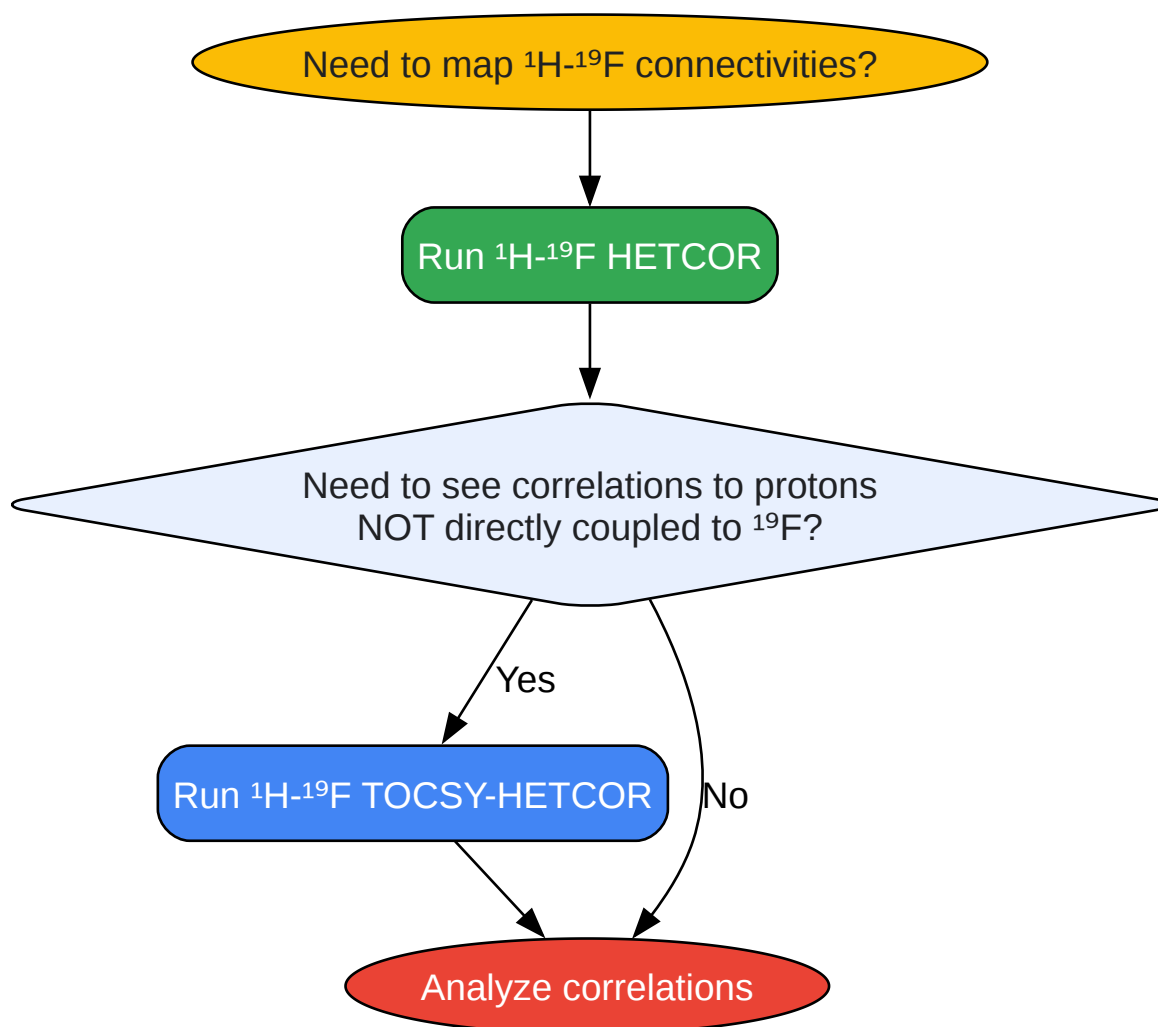 Need to map ¹H-¹⁹F connectivities?
Run ¹H-¹⁹F HETCOR
Need to see correlations to protons
NOT directly coupled to ¹⁹F?
Yes
Run ¹H-¹⁹F TOCSY-HETCOR
No
Analyze correlations